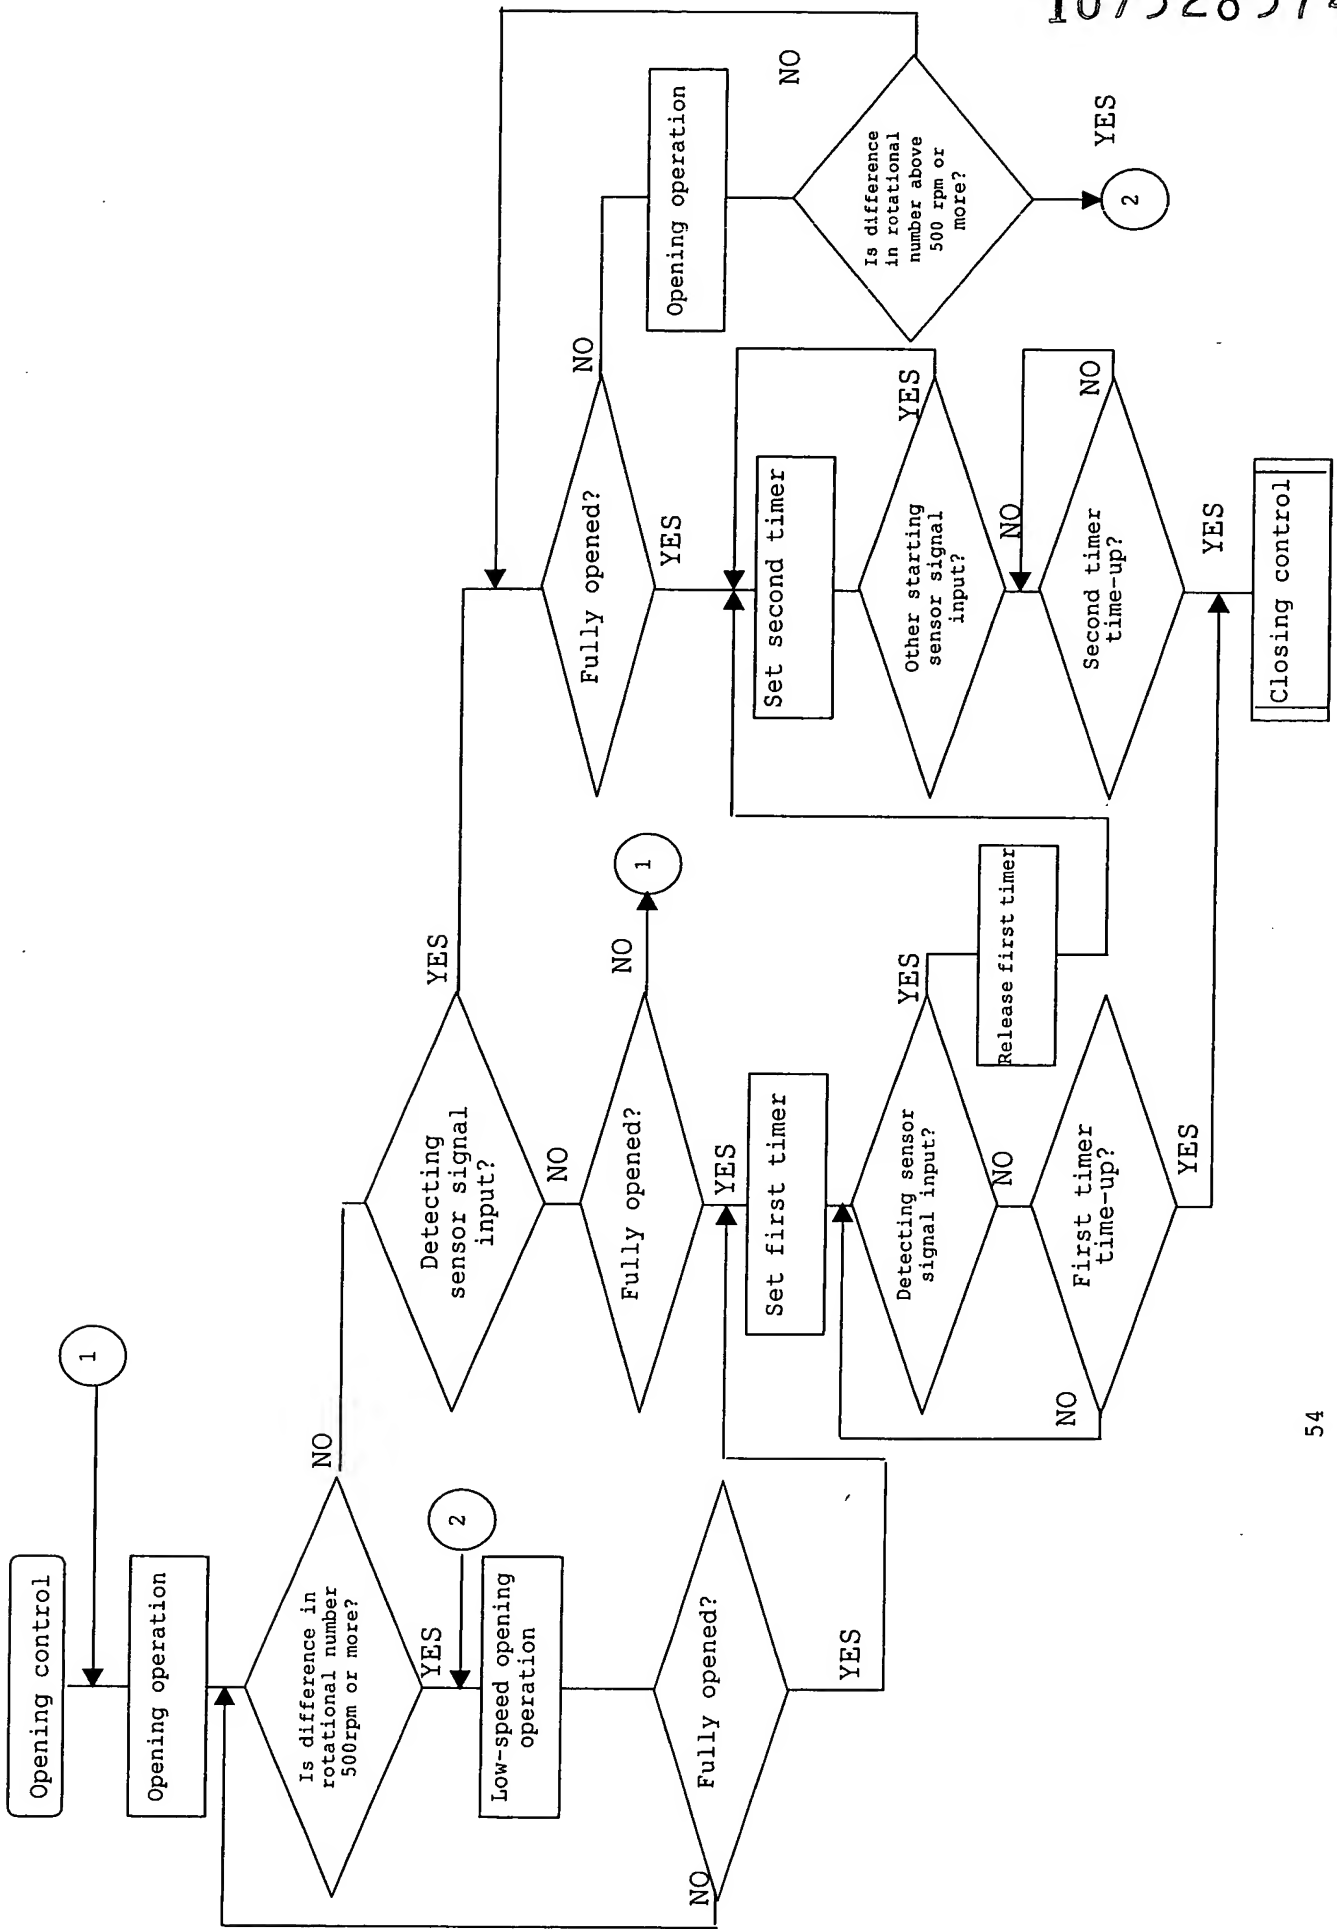 Opening control
1
Opening operation
Is difference in
rotational number
500rpm or more?
NO
YES
2
Low-speed opening
operation
Fully opened?
NO
YES
Detecting
sensor signal
input?
YES
NO
Fully opened?
NO
1
YES
Set first timer
Detecting sensor
signal input?
YES
NO
Release first timer
First timer
time-up?
NO
YES
Fully opened?
NO
YES
Opening operation
Is difference
in rotational
number above
500 rpm or
more?
NO
YES
2
Set second timer
Other starting
sensor signal
input?
YES
NO
Second timer
time-up?
NO
YES
Closing control
54